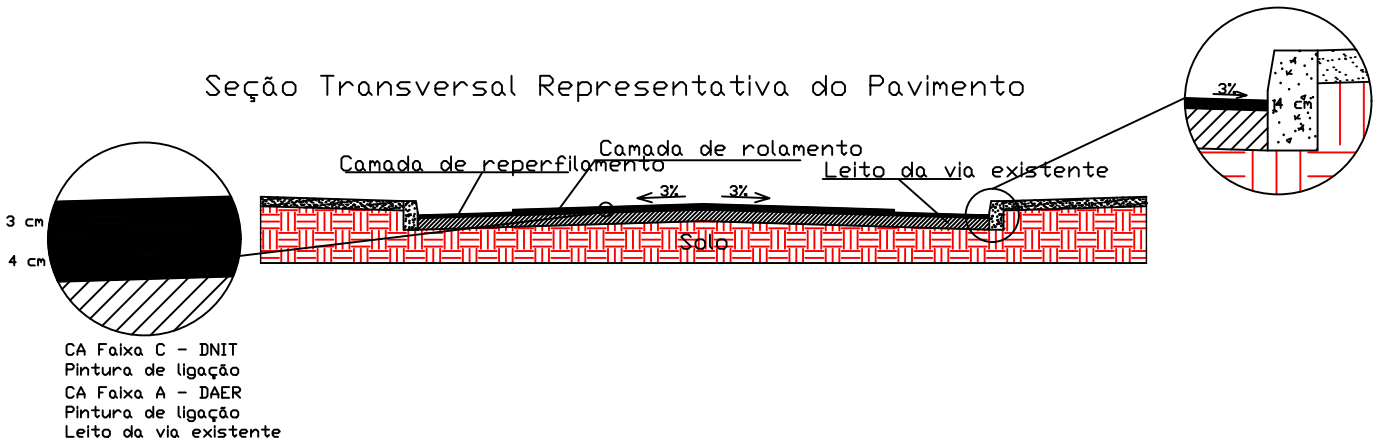 Seção Transversal Representativa do Pavimento
3%
4 cm
Camada de rolamento
Camada de reperfilamento
Leito da via existente
3% 3%
3 cm
Solo
4 cm
CA Faixa C - DNIT
Pintura de ligação
CA Faixa A - DAER
Pintura de ligação
Leito da via existente